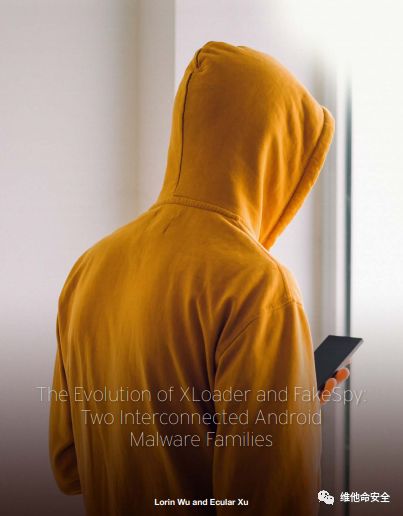 The Evolution of XLoader and FakeSpy:
Two Interconnected Android
Malware Families
Lorin Wu and Ecular Xu
维他命安全